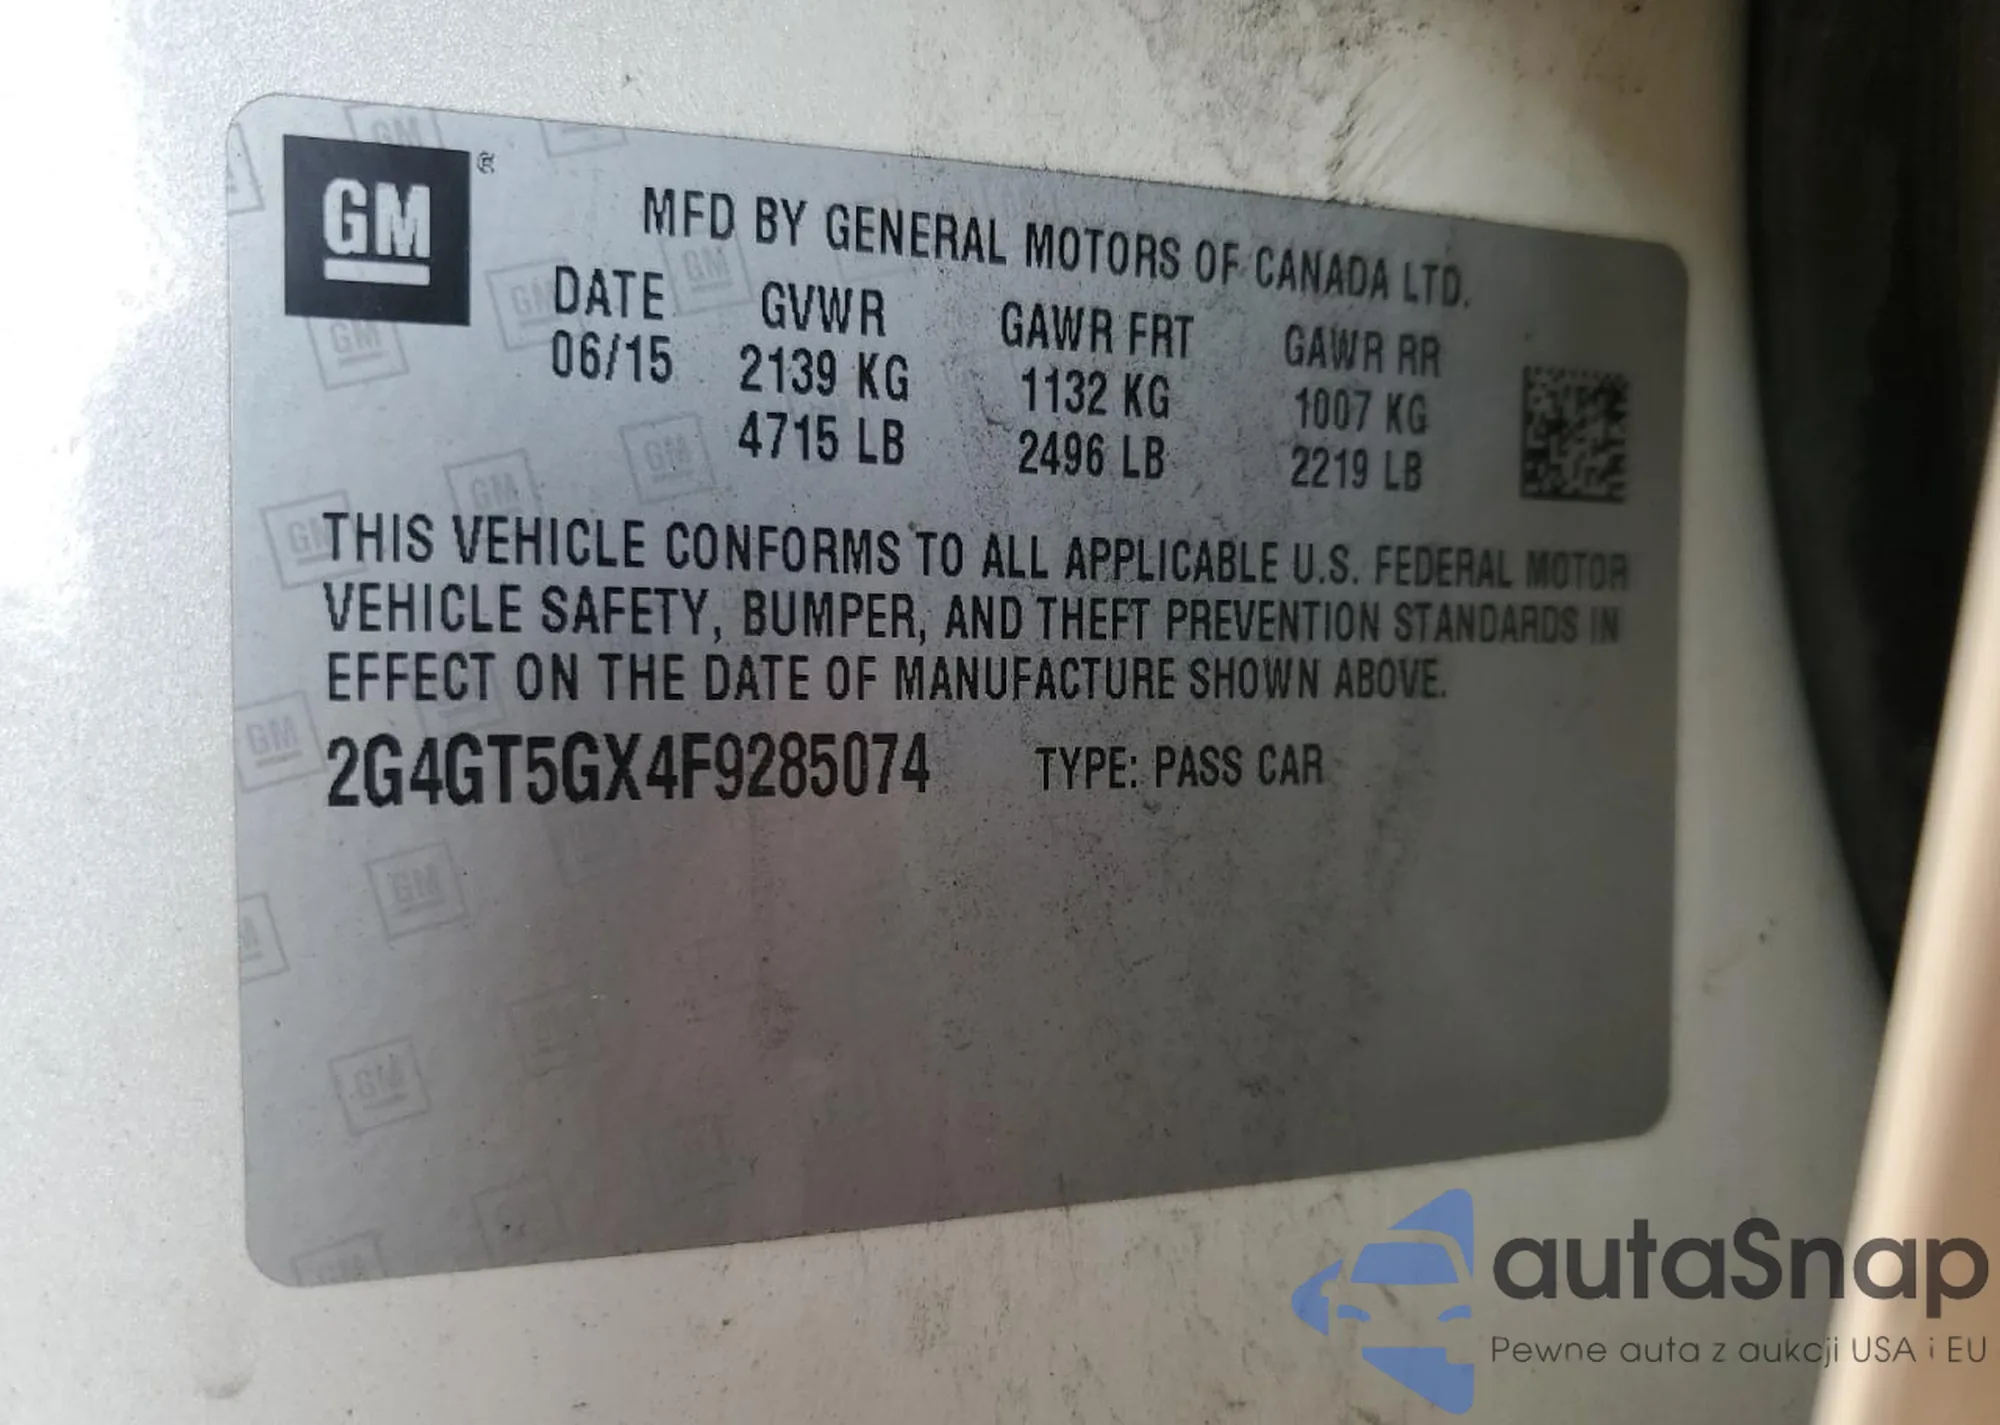 GM ®
MFD BY GENERAL MOTORS OF CANADA LTD.
DATE GVWR GAWR FRT GAWR RR
06/15 2139 KG 1132 KG 1007 KG
4715 LB 2496 LB 2219 LB
THIS VEHICLE CONFORMS TO ALL APPLICABLE U.S. FEDERAL MOTOR
VEHICLE SAFETY, BUMPER, AND THEFT PREVENTION STANDARDS IN
EFFECT ON THE DATE OF MANUFACTURE SHOWN ABOVE.
2G4GT5GX4F9285074 TYPE: PASS CAR
autaSnap
Pewne auta z aukcji USA i EU